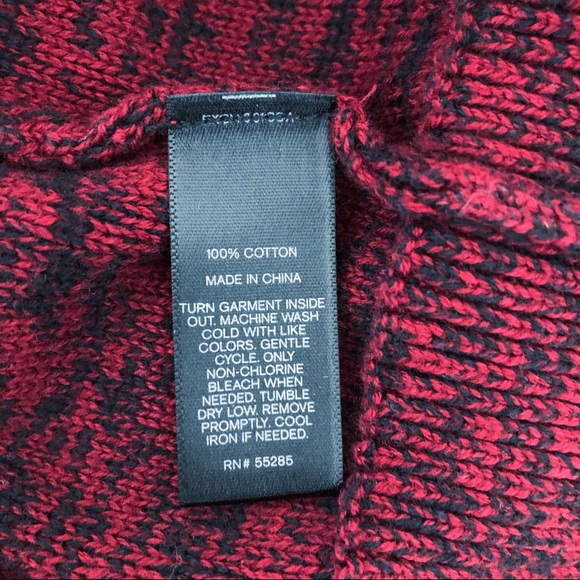 100% COTTON
MADE IN CHINA
TURN GARMENT INSIDE
OUT. MACHINE WASH
COLD WITH LIKE
COLORS. GENTLE
CYCLE. ONLY
NON-CHLORINE
BLEACH WHEN
NEEDED. TUMBLE
DRY LOW. REMOVE
PROMPTLY. COOL
IRON IF NEEDED.
RN# 55285